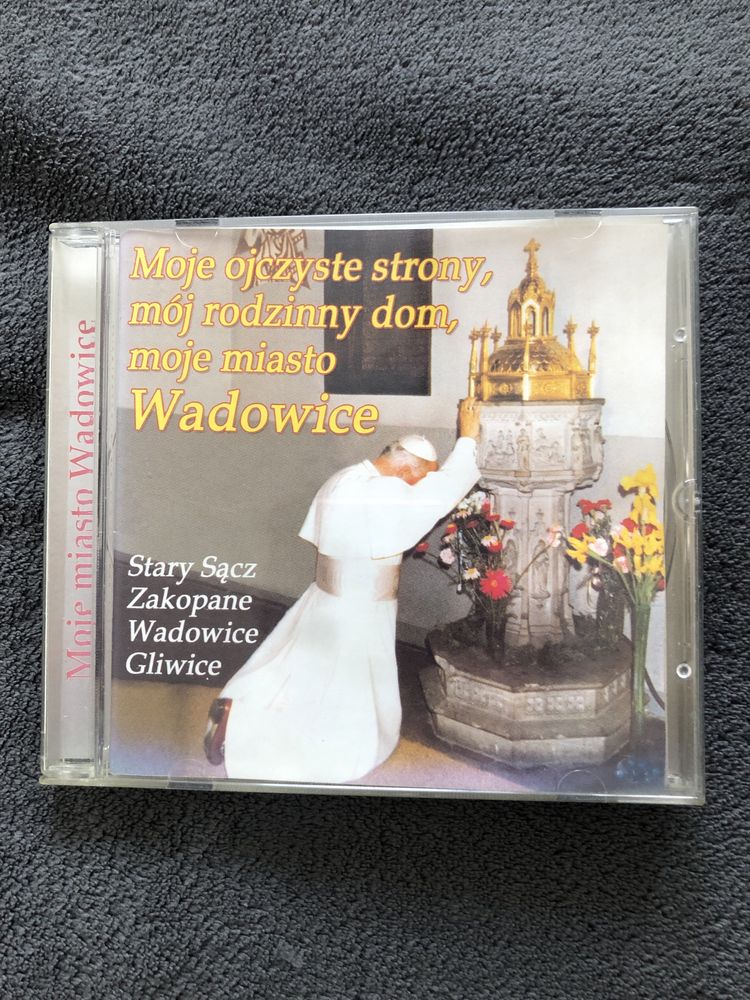 Moje ojczyste strony,
mój rodzinny dom,
moje miasto
Wadowice
Stary Sącz
Zakopane
Wadowice
Gliwice
Moje miasto Wadowice